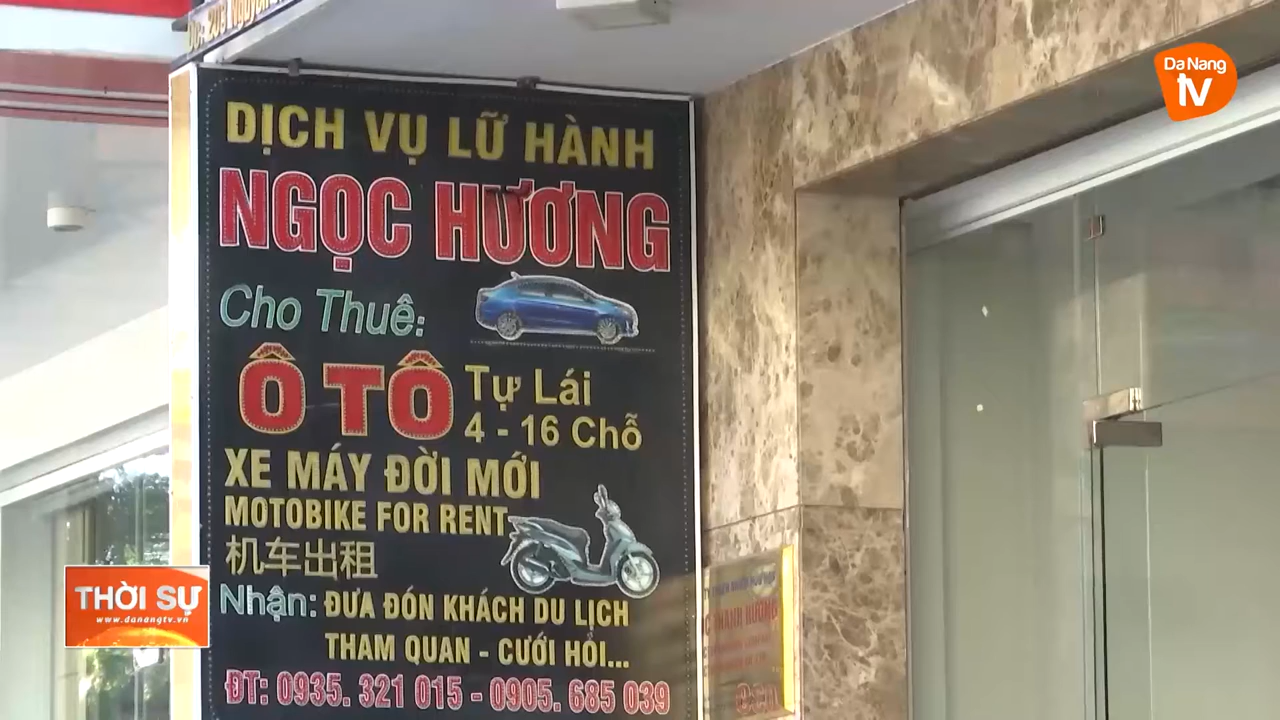 ĐC: 203
Da Nang
tv
DỊCH VỤ LỮ HÀNH
NGỌC HƯƠNG
Cho Thuê:
Ô TÔ Tự Lái
4 - 16 Chỗ
XE MÁY ĐỜI MỚI
MOTOBIKE FOR RENT
机车出租
Nhận: ĐƯA ĐÓN KHÁCH DU LỊCH
THAM QUAN - CƯỚI HỎI...
ĐT: 0935. 321 015 - 0905. 685 039
THỜI SỰ
www.danangtv.vn